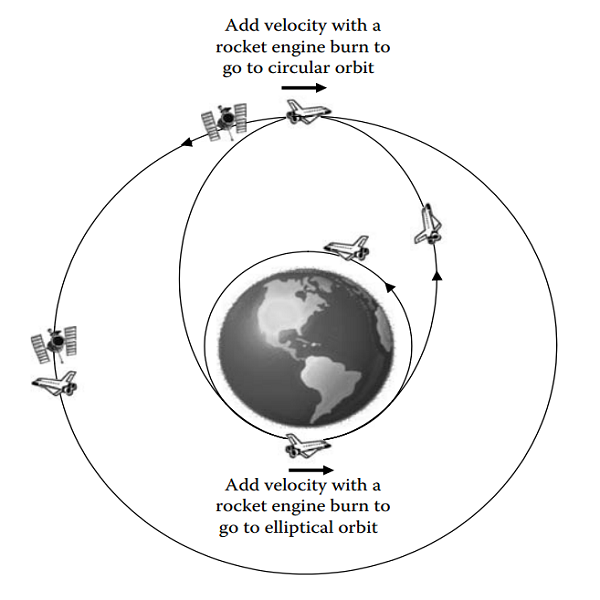 Add velocity with a
rocket engine burn to
go to circular orbit
Add velocity with a
rocket engine burn to
go to elliptical orbit